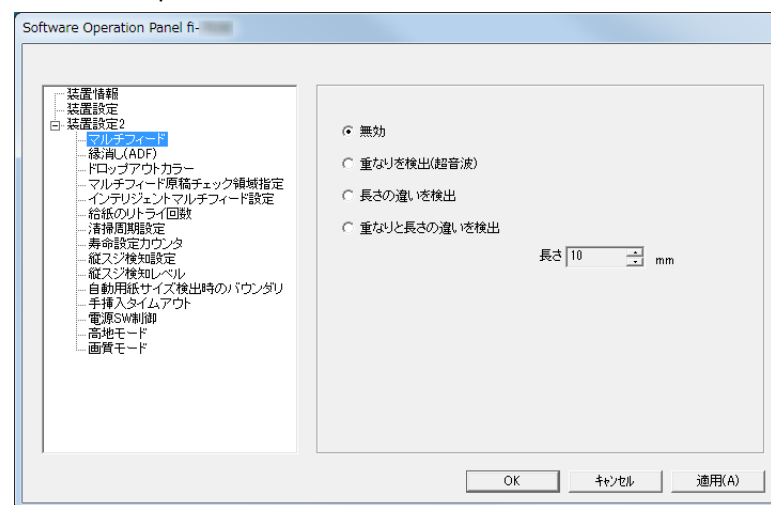 Software Operation Panel fi-
装置情報
装置設定
装置設定2
マルチフィード
縁消し(ADF)
ドロップアウトカラー
マルチフィード原稿チェック領域指定
インテリジェントマルチフィード設定
給紙のリトライ回数
清掃周期設定
寿命設定カウンタ
縦スジ検知設定
縦スジ検知レベル
自動用紙サイズ検出時のバウンダリ
手挿入タイムアウト
電源SW制御
高地モード
画質モード
無効
重なりを検出(超音波)
長さの違いを検出
重なりと長さの違いを検出
長さ 10 mm
OK キャンセル 適用(A)